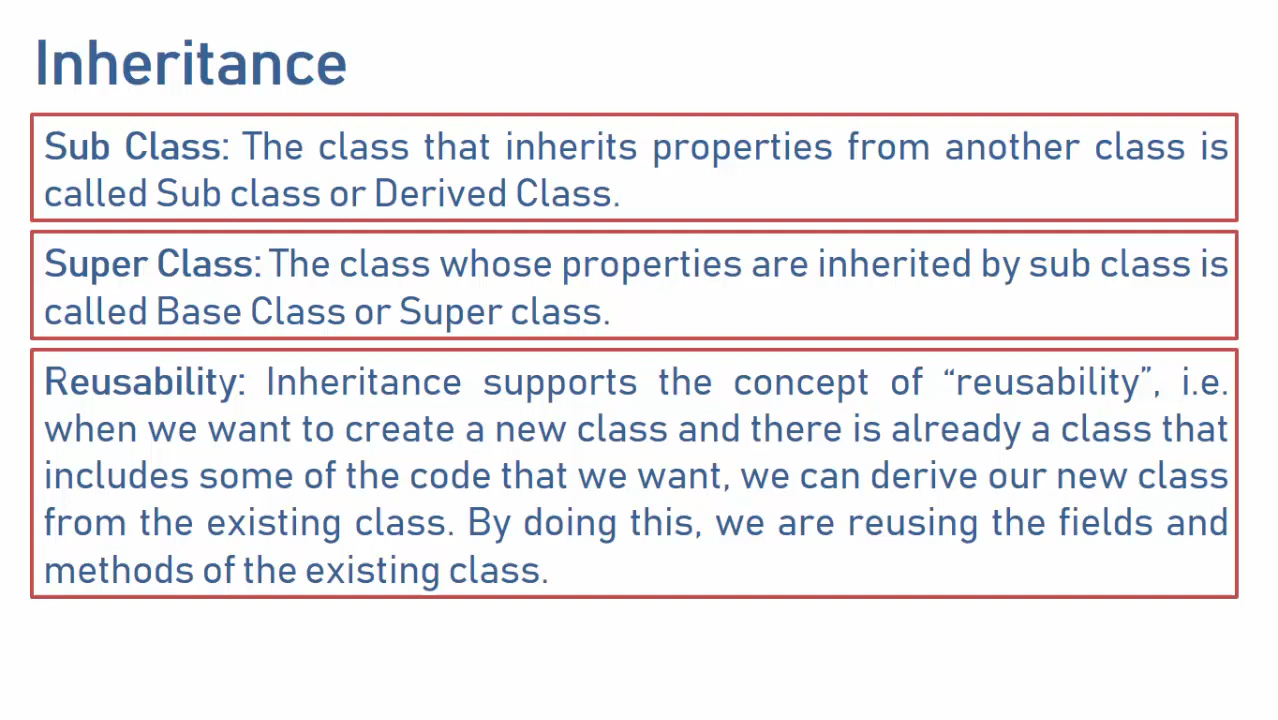 Inheritance
Sub Class: The class that inherits properties from another class is
called Sub class or Derived Class.
Super Class: The class whose properties are inherited by sub class is
called Base Class or Super class.
Reusability: Inheritance supports the concept of “reusability”, i.e.
when we want to create a new class and there is already a class that
includes some of the code that we want, we can derive our new class
from the existing class. By doing this, we are reusing the fields and
methods of the existing class.